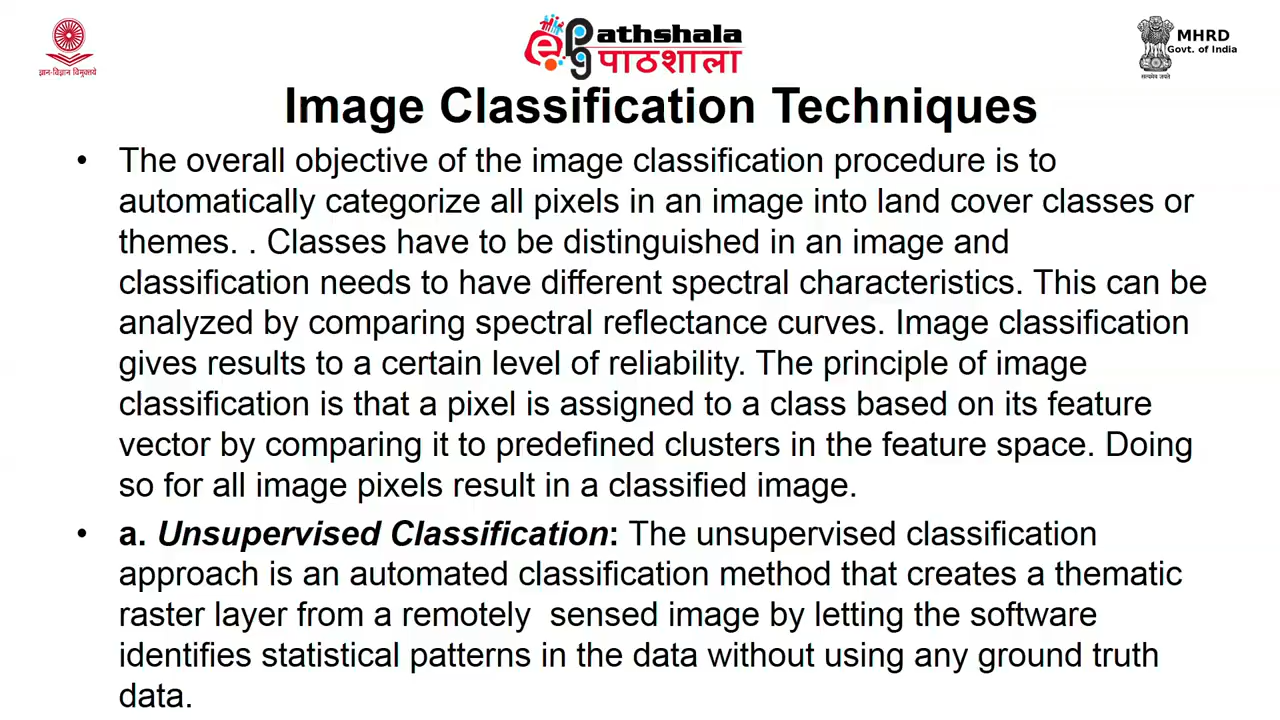 ज्ञान-विज्ञान विमुक्तये
athshala
पाठशाला
MHRD
Govt. of India
सत्यमेव जयते
Image Classification Techniques
• The overall objective of the image classification procedure is to
automatically categorize all pixels in an image into land cover classes or
themes. . Classes have to be distinguished in an image and
classification needs to have different spectral characteristics. This can be
analyzed by comparing spectral reflectance curves. Image classification
gives results to a certain level of reliability. The principle of image
classification is that a pixel is assigned to a class based on its feature
vector by comparing it to predefined clusters in the feature space. Doing
so for all image pixels result in a classified image.
• a. Unsupervised Classification: The unsupervised classification
approach is an automated classification method that creates a thematic
raster layer from a remotely  sensed image by letting the software
identifies statistical patterns in the data without using any ground truth
data.